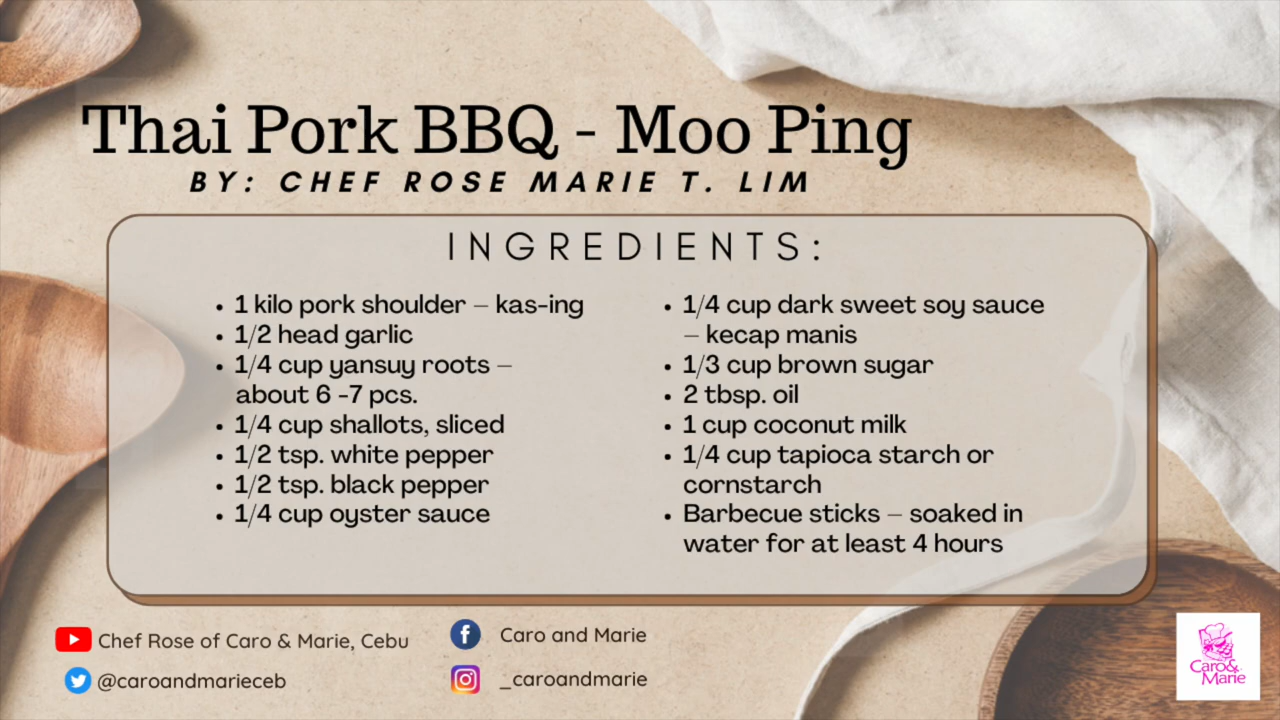 Thai Pork BBQ - Moo Ping
BY: CHEF ROSE MARIE T. LIM
INGREDIENTS:
• 1 kilo pork shoulder – kas-ing
• 1/2 head garlic
• 1/4 cup yansuy roots –
about 6 -7 pcs.
• 1/4 cup shallots, sliced
• 1/2 tsp. white pepper
• 1/2 tsp. black pepper
• 1/4 cup oyster sauce
• 1/4 cup dark sweet soy sauce
– kecap manis
• 1/3 cup brown sugar
• 2 tbsp. oil
• 1 cup coconut milk
• 1/4 cup tapioca starch or
cornstarch
• Barbecue sticks – soaked in
water for at least 4 hours
Chef Rose of Caro & Marie, Cebu
@caroandmarieceb
Caro and Marie
_caroandmarie
Caro&
Marie